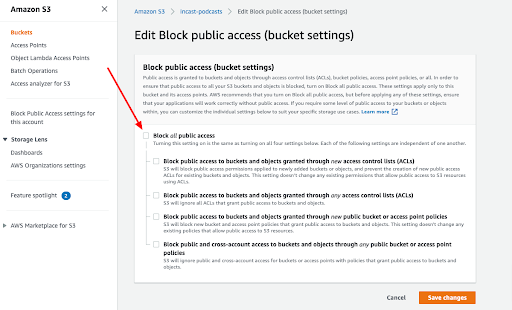 Amazon S3
×
Buckets
Access Points
Object Lambda Access Points
Batch Operations
Access analyzer for S3
Block Public Access settings for
this account
Storage Lens
Dashboards
AWS Organizations settings
Feature spotlight 2
AWS Marketplace for S3
Amazon S3 > incast-podcasts > Edit Block public access (bucket settings)
Edit Block public access (bucket settings)
Block public access (bucket settings)
Public access is granted to buckets and objects through access control lists (ACLs), bucket policies, access point policies, or all. In order to
ensure that public access to all your S3 buckets and objects is blocked, turn on Block all public access. These settings apply only to this
bucket and its access points. AWS recommends that you turn on Block all public access, but before applying any of these settings, ensure
that your applications will work correctly without public access. If you require some level of public access to your buckets or objects
within, you can customize the individual settings below to suit your specific storage use cases. Learn more
Block all public access
Turning this setting on is the same as turning on all four settings below. Each of the following settings are independent of one another.
Block public access to buckets and objects granted through new access control lists (ACLs)
S3 will block public access permissions applied to newly added buckets or objects, and prevent the creation of new public access
ACLs for existing buckets and objects. This setting doesn't change any existing permissions that allow public access to S3 resources
using ACLs.
Block public access to buckets and objects granted through any access control lists (ACLs)
S3 will ignore all ACLs that grant public access to buckets and objects.
Block public access to buckets and objects granted through new public bucket or access point policies
S3 will block new bucket and access point policies that grant public access to buckets and objects. This setting doesn't change any
existing policies that allow public access to S3 resources.
Block public and cross-account access to buckets and objects through any public bucket or access point
policies
S3 will ignore public and cross-account access for buckets or access points with policies that grant public access to buckets and
objects.
Cancel
Save changes